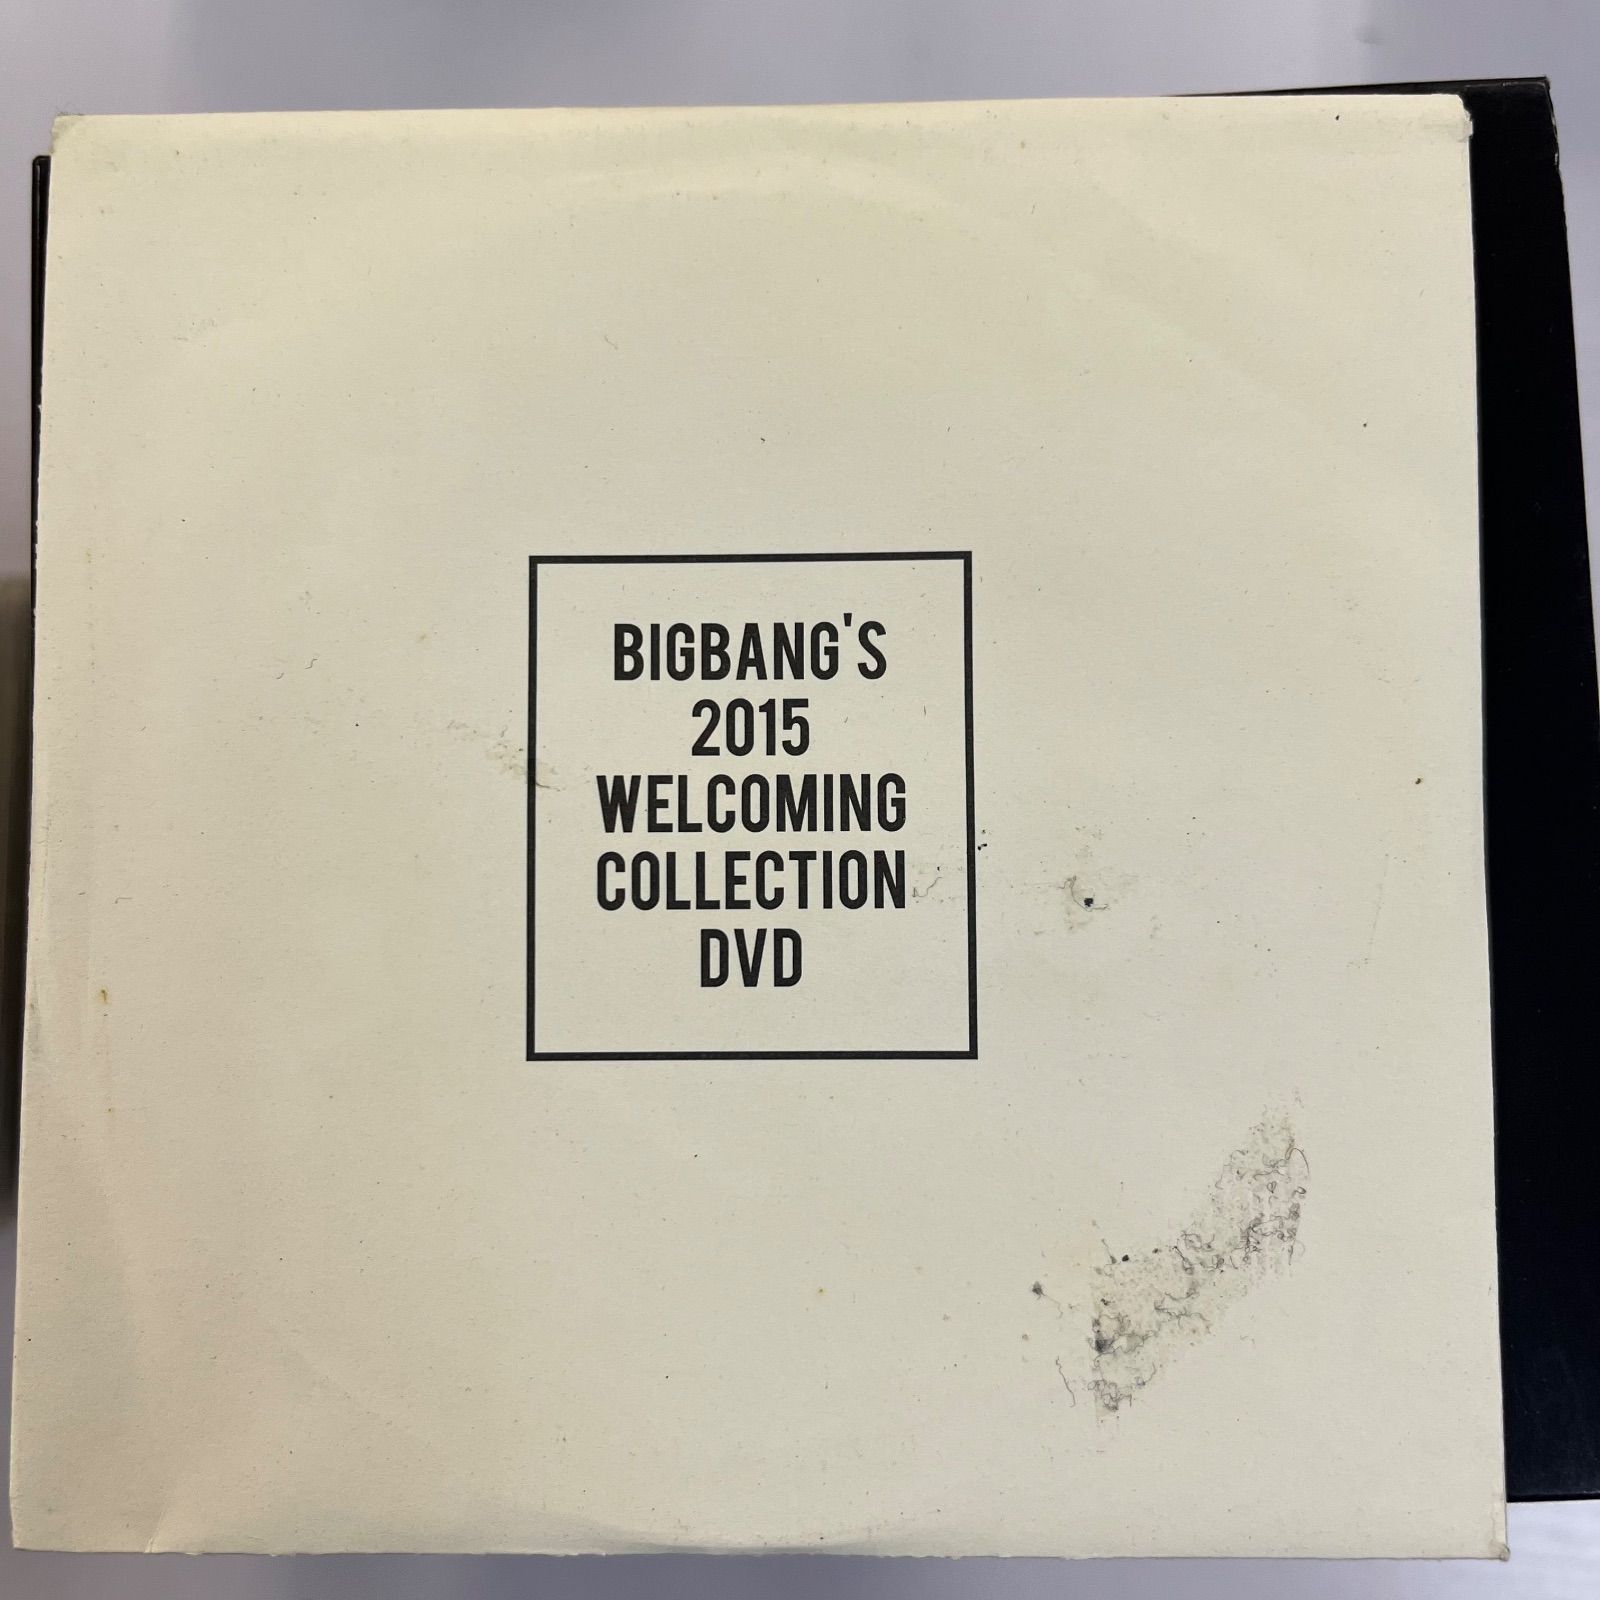 BIGBANG'S
2015
WELCOMING
COLLECTION
DVD